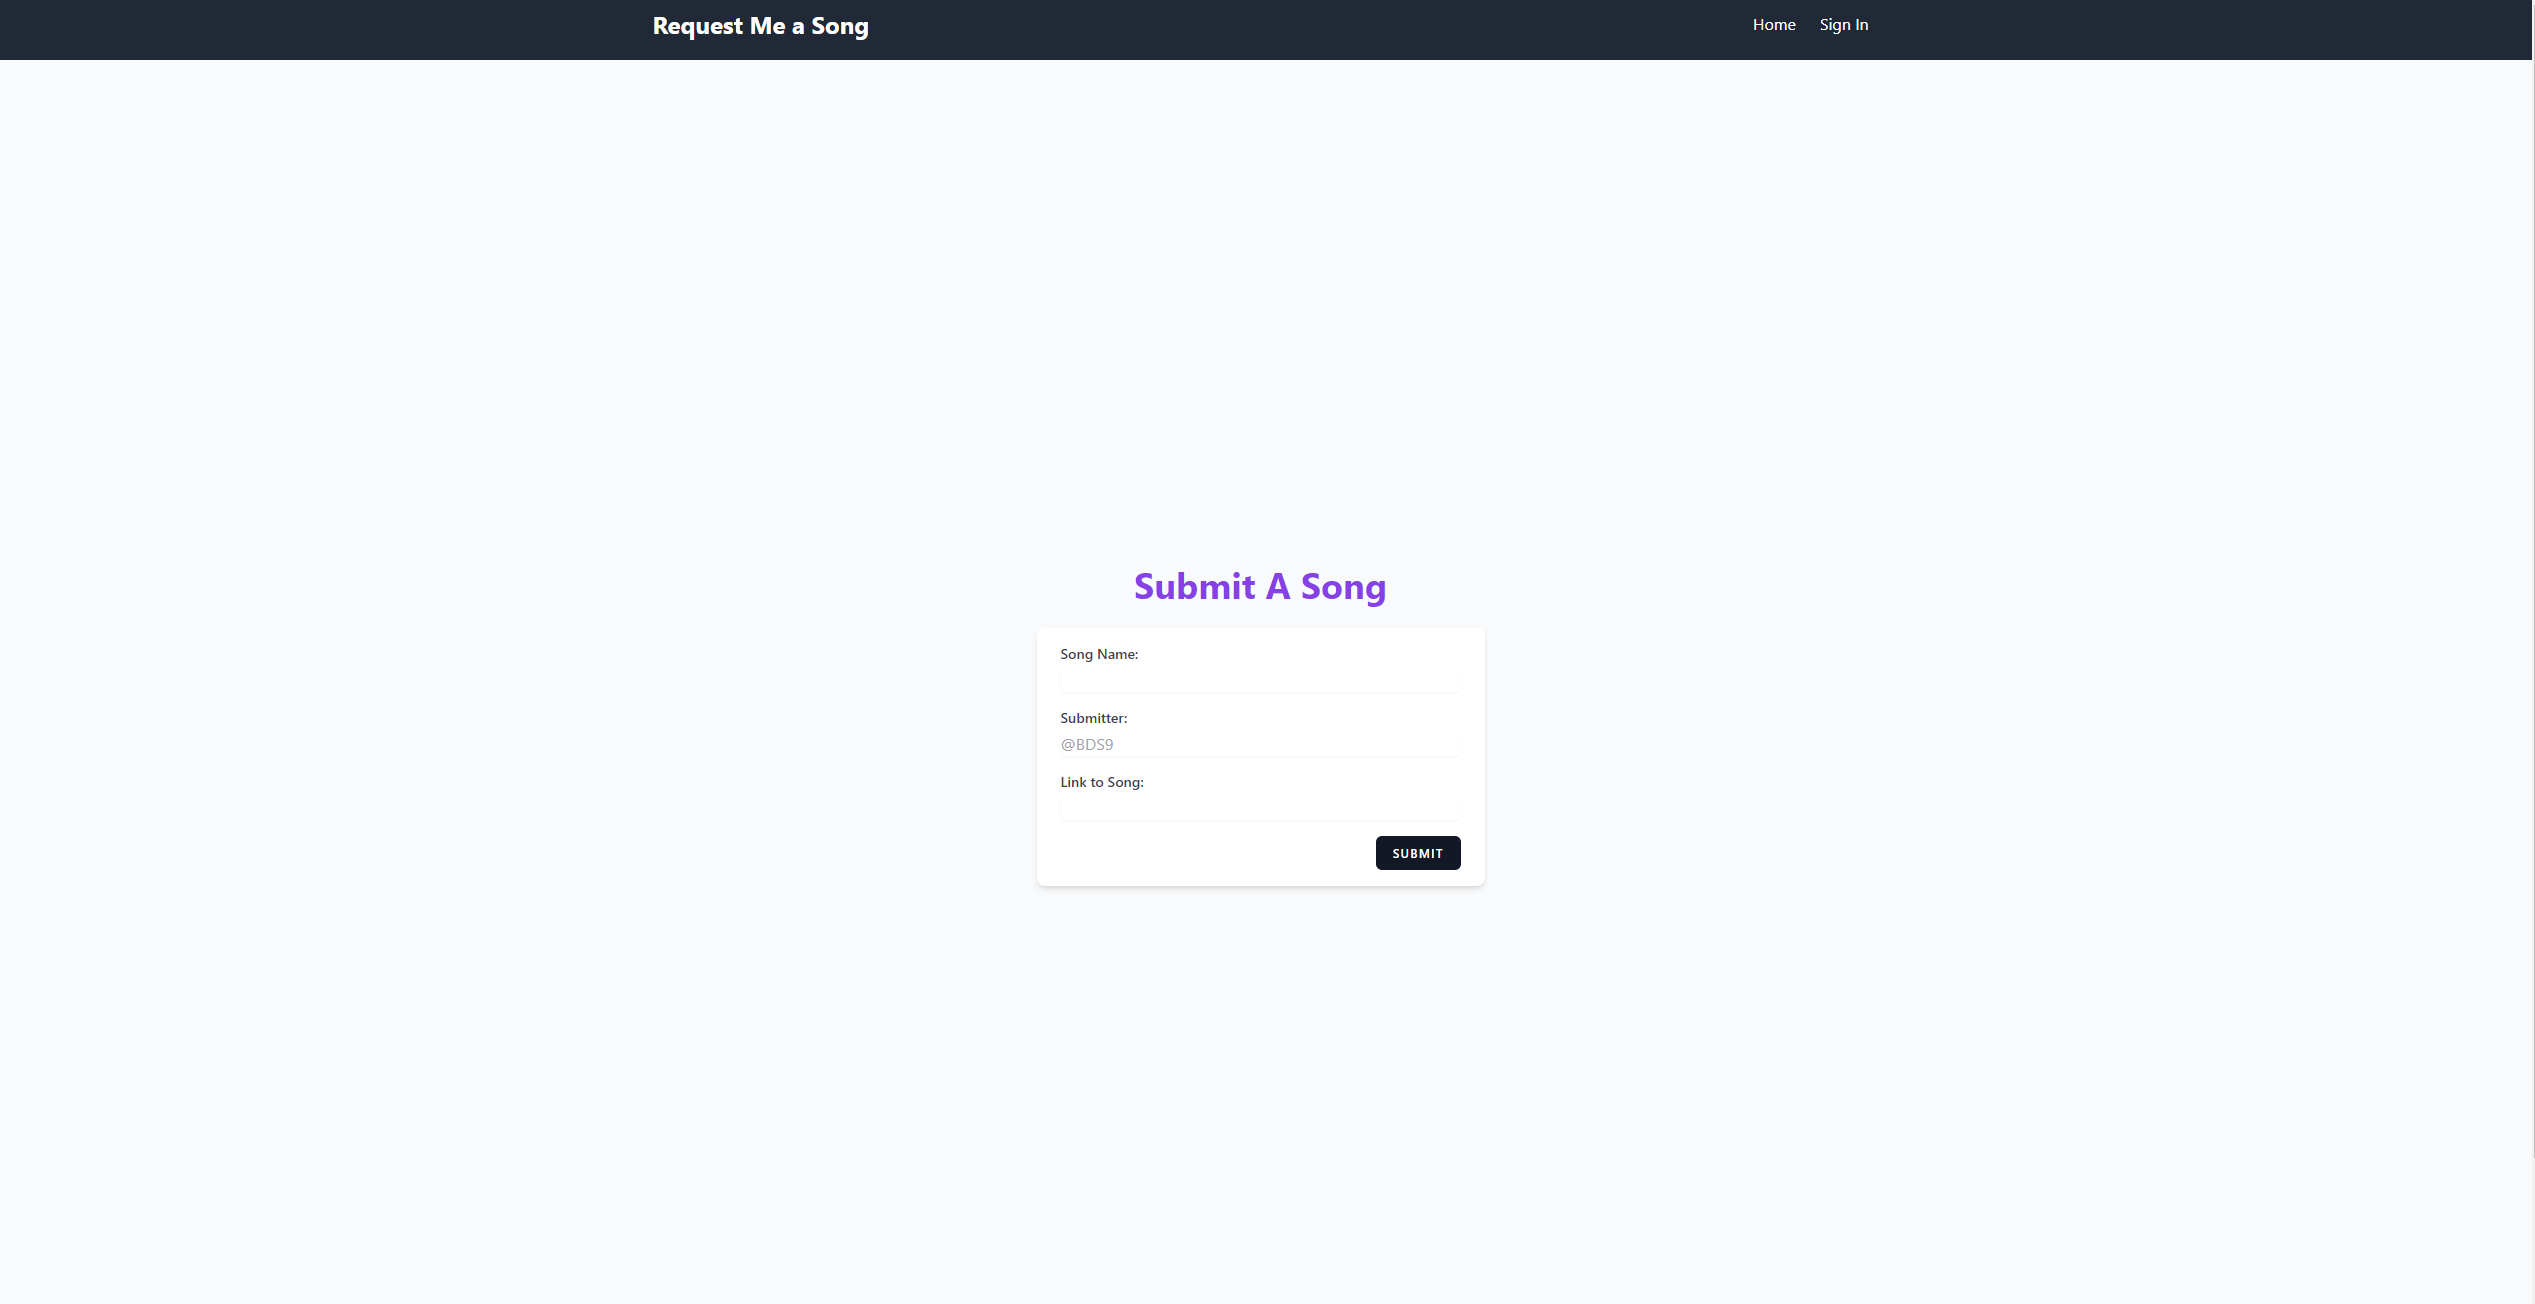 Request Me a Song
Home
Sign In
Submit A Song
Song Name:
Submitter:
@BDS9
Link to Song:
SUBMIT